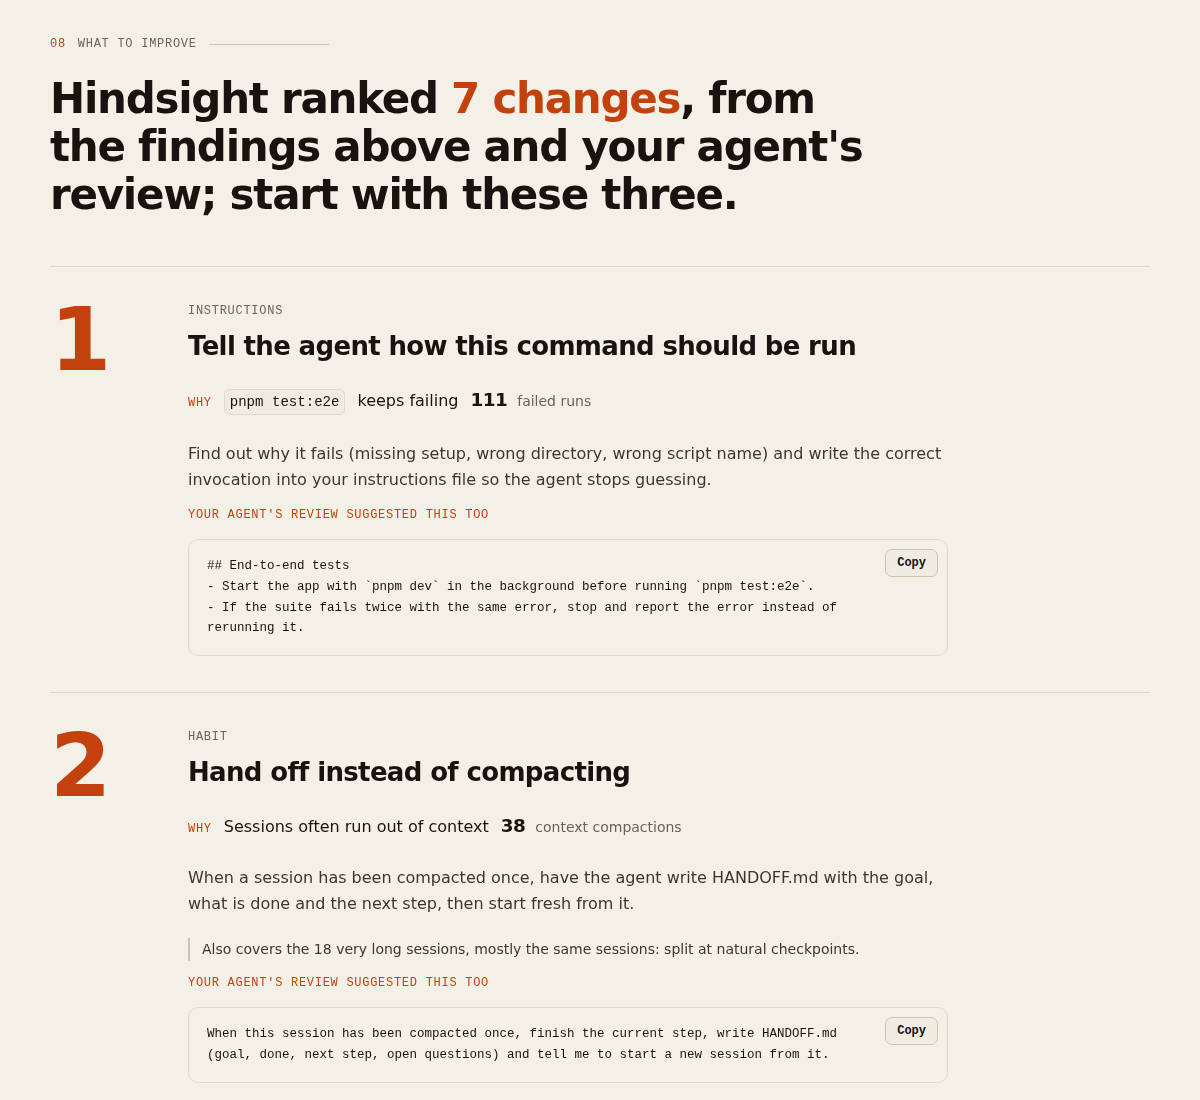 08 WHAT TO IMPROVE
Hindsight ranked 7 changes, from
the findings above and your agent's
review; start with these three.
1
INSTRUCTIONS
Tell the agent how this command should be run
WHY pnpm test:e2e keeps failing 111 failed runs
Find out why it fails (missing setup, wrong directory, wrong script name) and write the correct
invocation into your instructions file so the agent stops guessing.
YOUR AGENT'S REVIEW SUGGESTED THIS TOO
Copy
## End-to-end tests
- Start the app with `pnpm dev` in the background before running `pnpm test:e2e`.
- If the suite fails twice with the same error, stop and report the error instead of
rerunning it.
2
HABIT
Hand off instead of compacting
WHY Sessions often run out of context 38 context compactions
When a session has been compacted once, have the agent write HANDOFF.md with the goal,
what is done and the next step, then start fresh from it.
Also covers the 18 very long sessions, mostly the same sessions: split at natural checkpoints.
YOUR AGENT'S REVIEW SUGGESTED THIS TOO
Copy
When this session has been compacted once, finish the current step, write HANDOFF.md
(goal, done, next step, open questions) and tell me to start a new session from it.